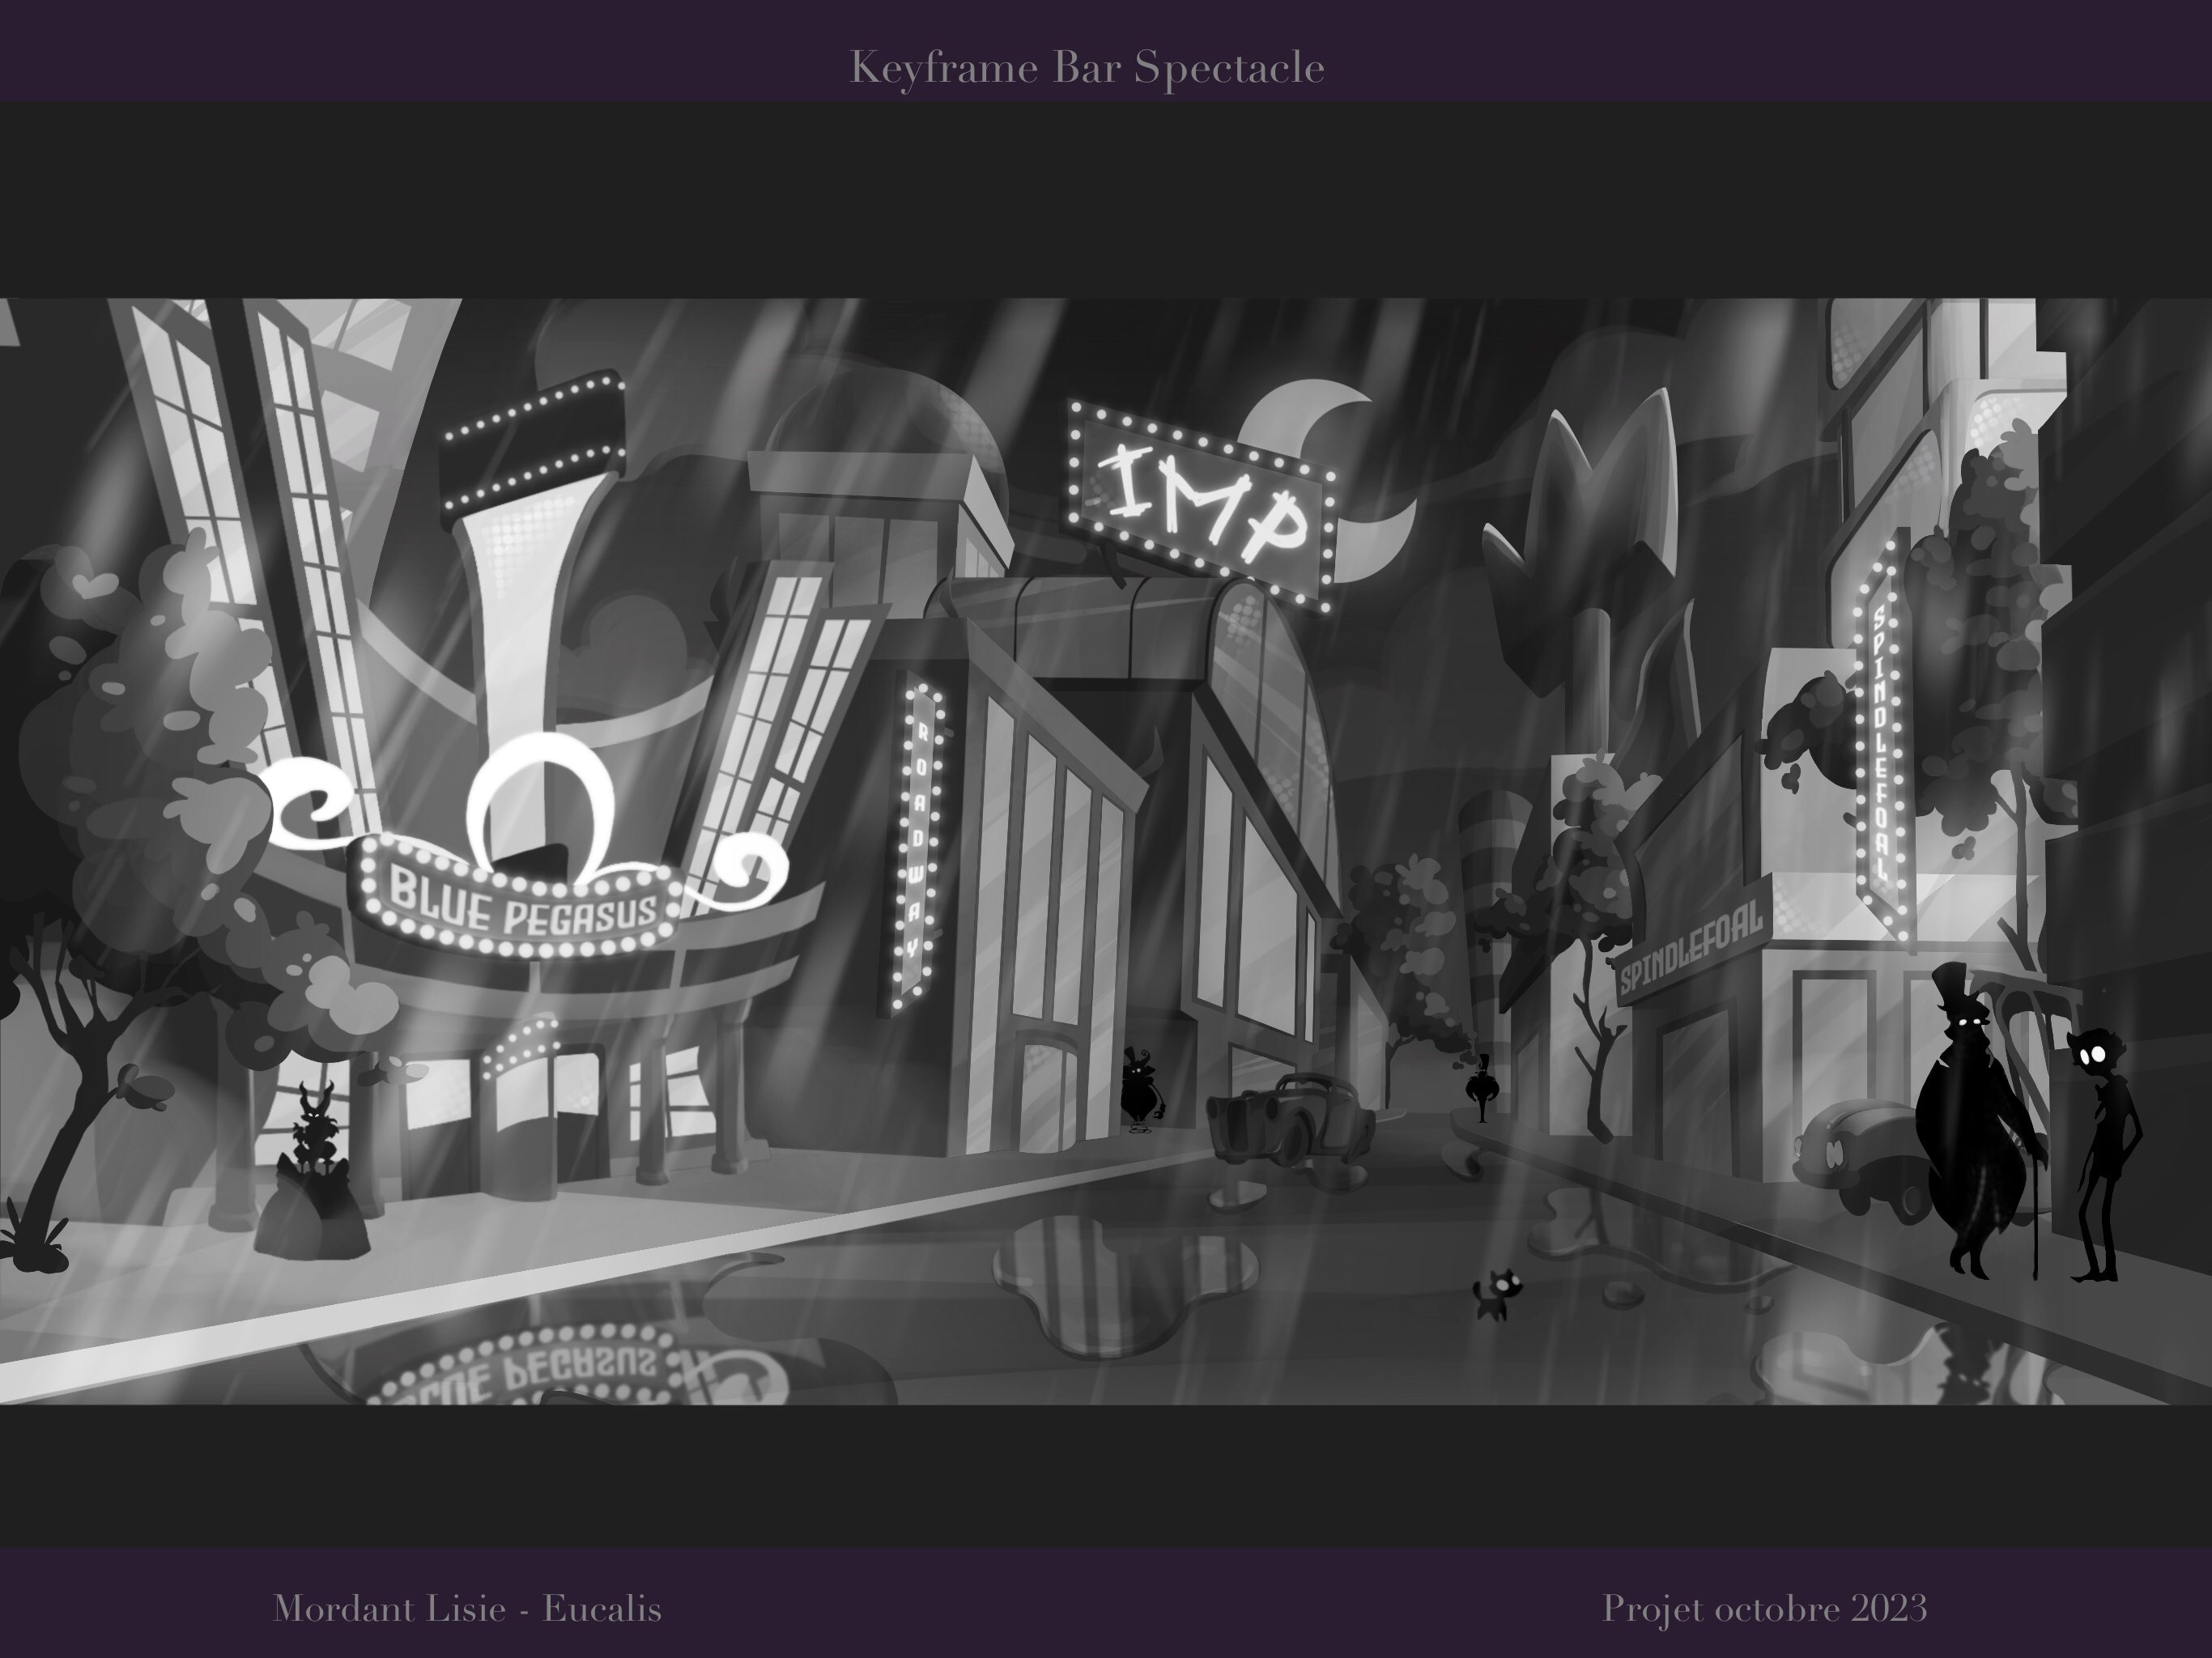 Keyframe Bar Spectacle
IMP
SPINDLEFOAL
ROADWAY
BLUE PEGASUS
SPINDLEFOAL
BLUE PEGASUS
Mordant Lisie - Eucalis
Projet octobre 2023